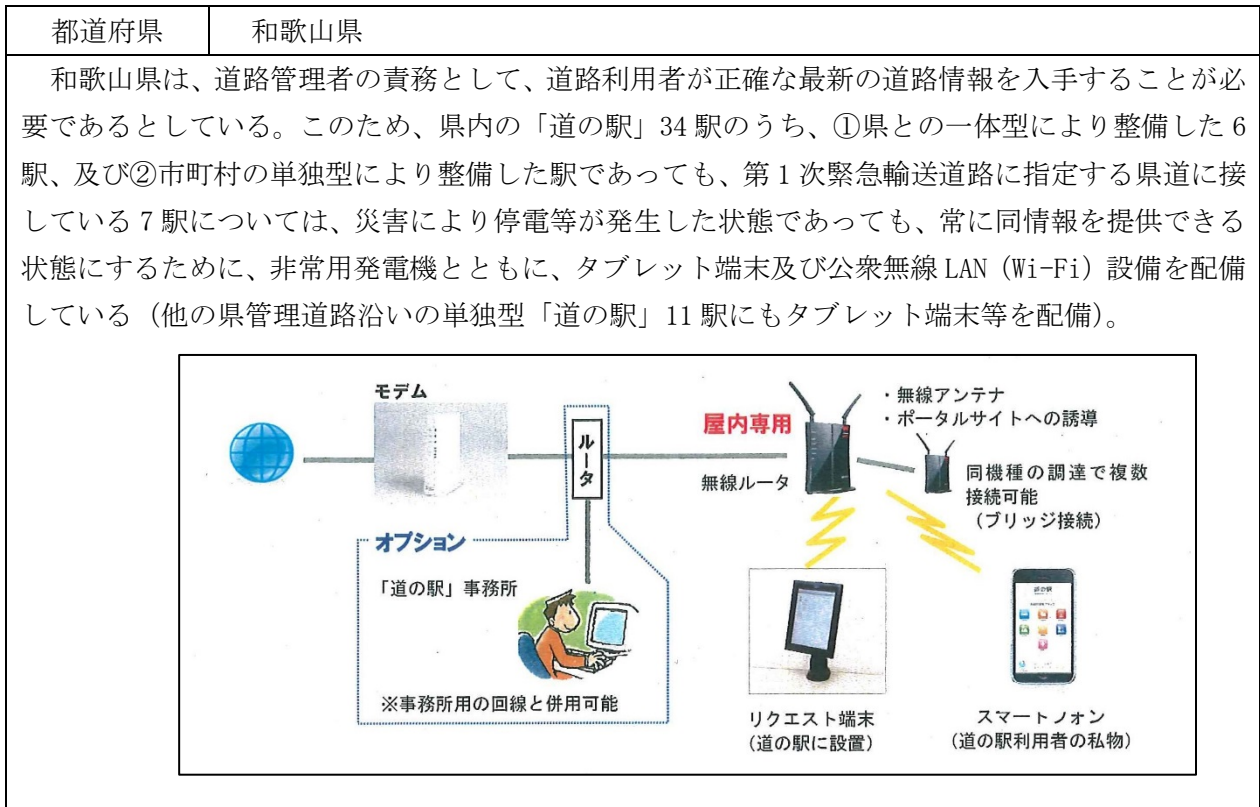 都道府県 和歌山県
和歌山県は、道路管理者の責務として、道路利用者が正確な最新の道路情報を入手することが必
要であるとしている。このため、県内の「道の駅」34 駅のうち、①県との一体型により整備した 6
駅、及び②市町村の単独型により整備した駅であっても、第 1 次緊急輸送道路に指定する県道に接
している 7 駅については、災害により停電等が発生した状態であっても、常に同情報を提供できる
状態にするために、非常用発電機とともに、タブレット端末及び公衆無線 LAN（Wi-Fi）設備を配備
している（他の県管理道路沿いの単独型「道の駅」11 駅にもタブレット端末等を配備）。
モデム
ルータ
屋内専用
無線ルータ
・無線アンテナ
・ポータルサイトへの誘導
同機種の調達で複数
接続可能
（ブリッジ接続）
オプション
「道の駅」事務所
※事務所用の回線と併用可能
道の駅
リクエスト端末
（道の駅に設置）
スマートノォン
（道の駅利用者の私物）